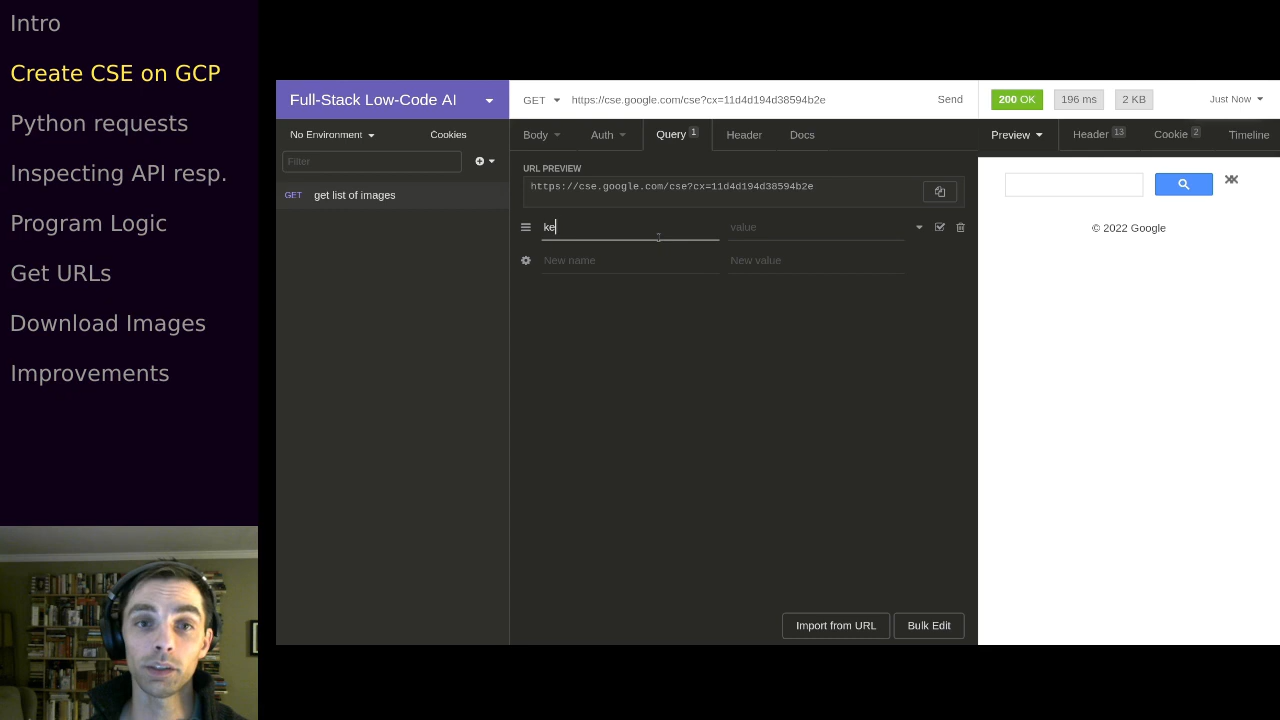 Intro
Create CSE on GCP
Python requests
Inspecting API resp.
Program Logic
Get URLs
Download Images
Improvements
Full-Stack Low-Code AI
GET https://cse.google.com/cse?cx=11d4d194d38594b2e Send
200 OK 196 ms 2 KB Just Now
No Environment Cookies
Body Auth Query 1 Header Docs
Preview Header 13 Cookie 2 Timeline
Filter
GET get list of images
URL PREVIEW
https://cse.google.com/cse?cx=11d4d194d38594b2e
ke value
New name New value
© 2022 Google
Import from URL Bulk Edit